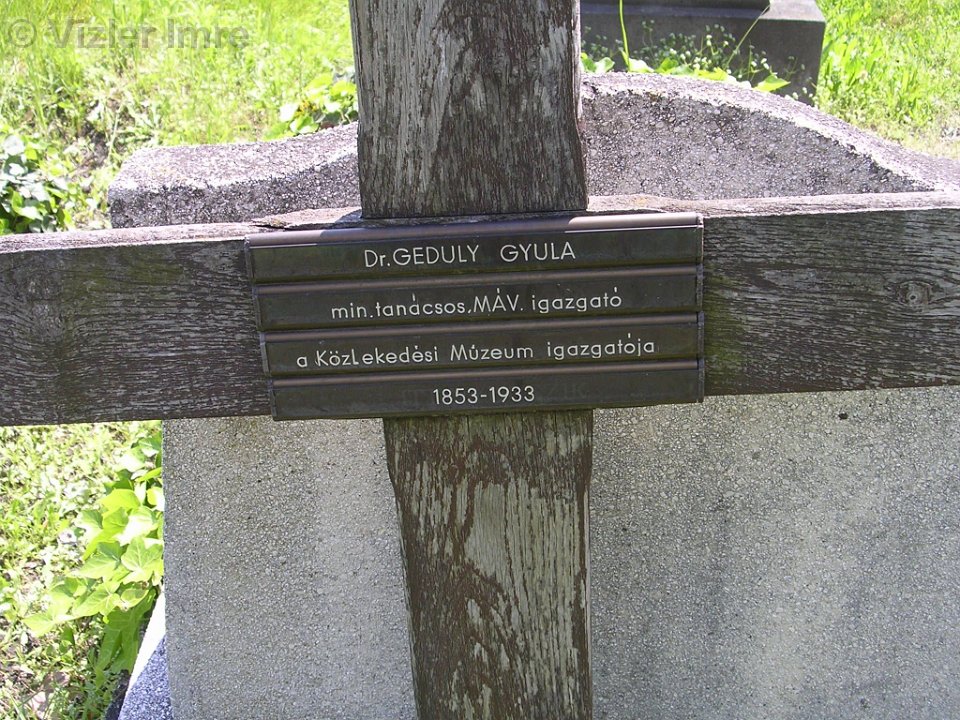 © Vizler Imre
Dr.GEDULY GYULA
min.tanácsos,MÁV. igazgató
a Közlekedési Múzeum igazgatója
1853-1933